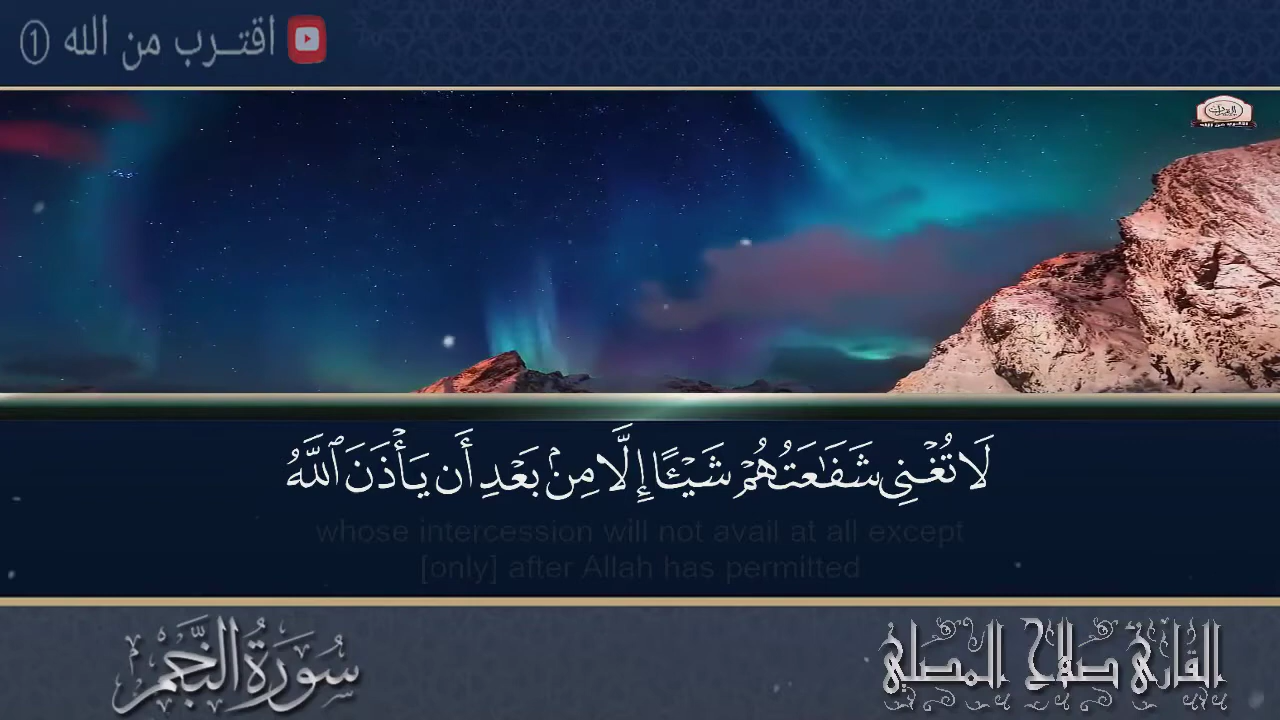 اقتـرب من الله ①
لَا تُغْنِى شَفَـٰعَتُهُمْ شَيْـًٔا إِلَّا مِنۢ بَعْدِ أَن يَأْذَنَ ٱللَّهُ
whose intercession will not avail at all except
[only] after Allah has permitted
القارئ صلاح المصلي
سُورَةُ النَّجْمِ